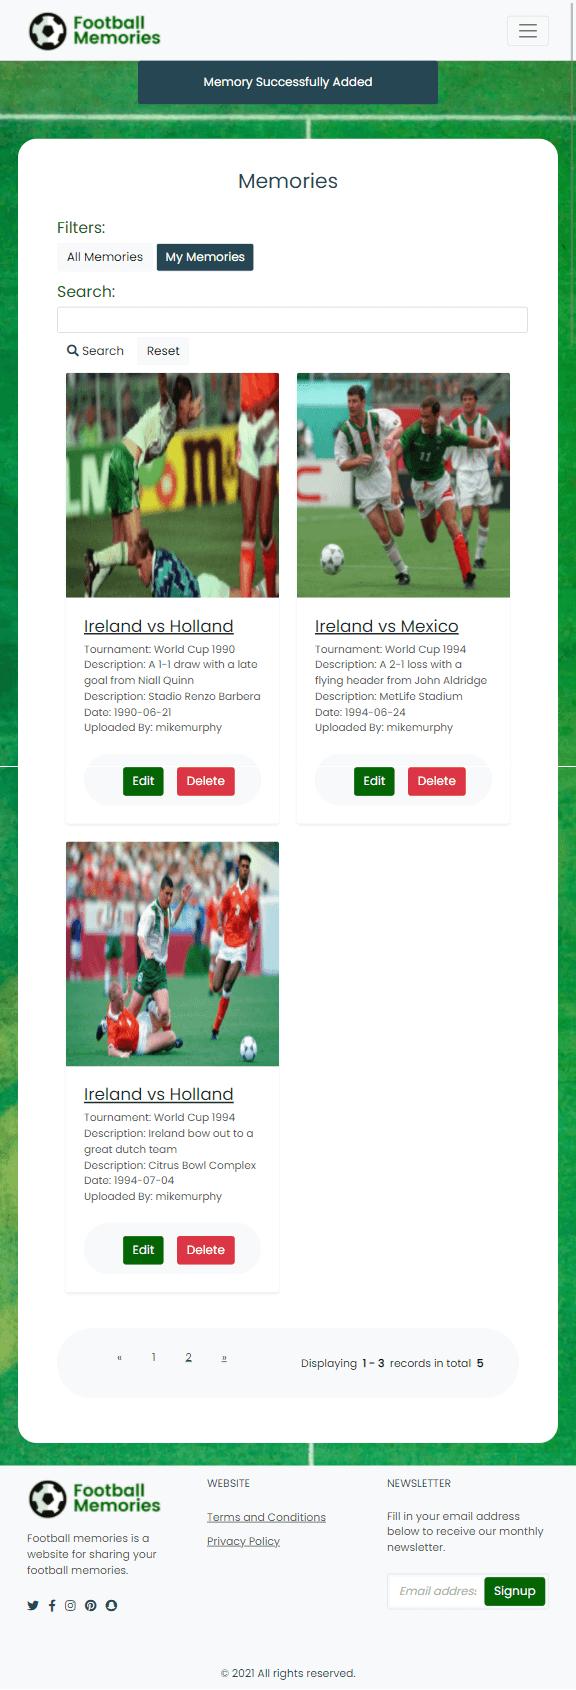 Football
Memories
Memory Successfully Added
Memories
Filters:
All Memories
My Memories
Search:
Search
Reset
Ireland vs Holland
Tournament: World Cup 1990
Description: A 1-1 draw with a late
goal from Niall Quinn
Description: Stadio Renzo Barbera
Date: 1990-06-21
Uploaded By: mikemurphy
Edit
Delete
Ireland vs Mexico
Tournament: World Cup 1994
Description: A 2-1 loss with a
flying header from John Aldridge
Description: MetLife Stadium
Date: 1994-06-24
Uploaded By: mikemurphy
Edit
Delete
Ireland vs Holland
Tournament: World Cup 1994
Description: Ireland bow out to a
great dutch team
Description: Citrus Bowl Complex
Date: 1994-07-04
Uploaded By: mikemurphy
Edit
Delete
« 1 2 »
Displaying 1 - 3 records in total 5
Football
Memories
Football memories is a
website for sharing your
football memories.
WEBSITE
Terms and Conditions
Privacy Policy
NEWSLETTER
Fill in your email address
below to receive our monthly
newsletter.
Email address
Signup
© 2021 All rights reserved.